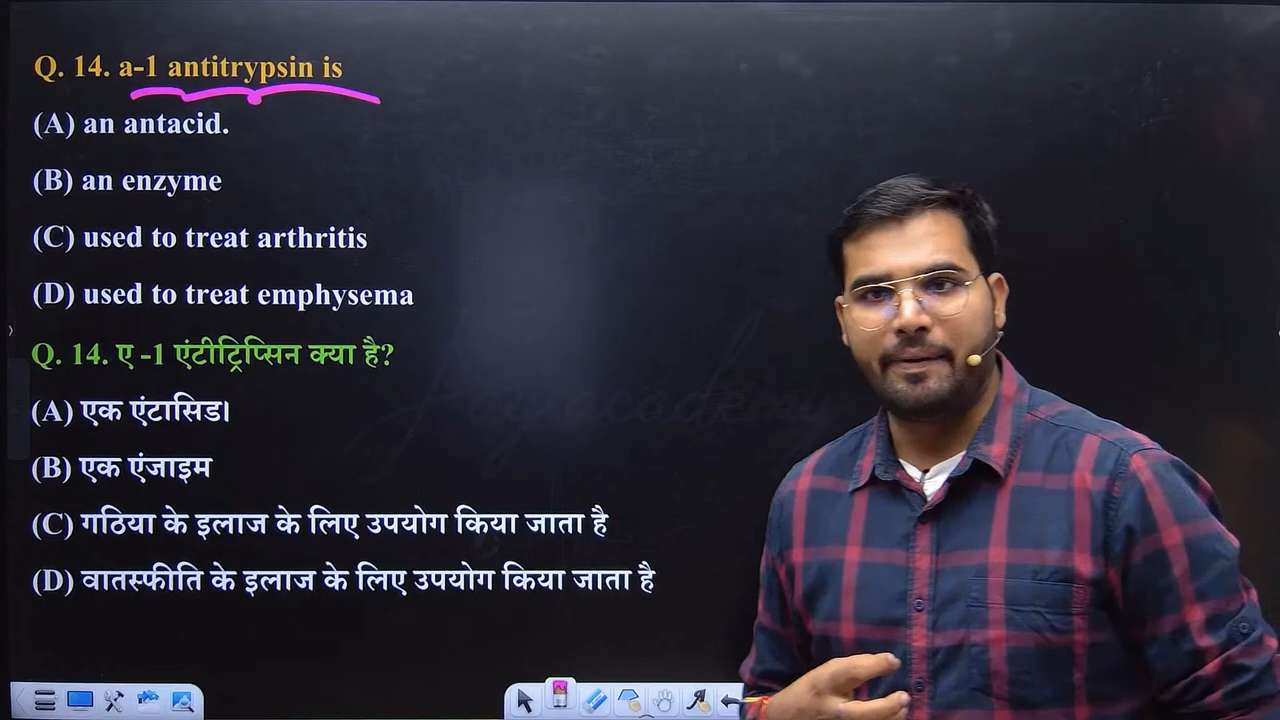 Q. 14. a-1 antitrypsin is
(A) an antacid.
(B) an enzyme
(C) used to treat arthritis
(D) used to treat emphysema
Q. 14. ए -1 एंटीट्रिप्सिन क्या है?
(A) एक एंटासिड।
(B) एक एंजाइम
(C) गठिया के इलाज के लिए उपयोग किया जाता है
(D) वातस्फीति के इलाज के लिए उपयोग किया जाता है